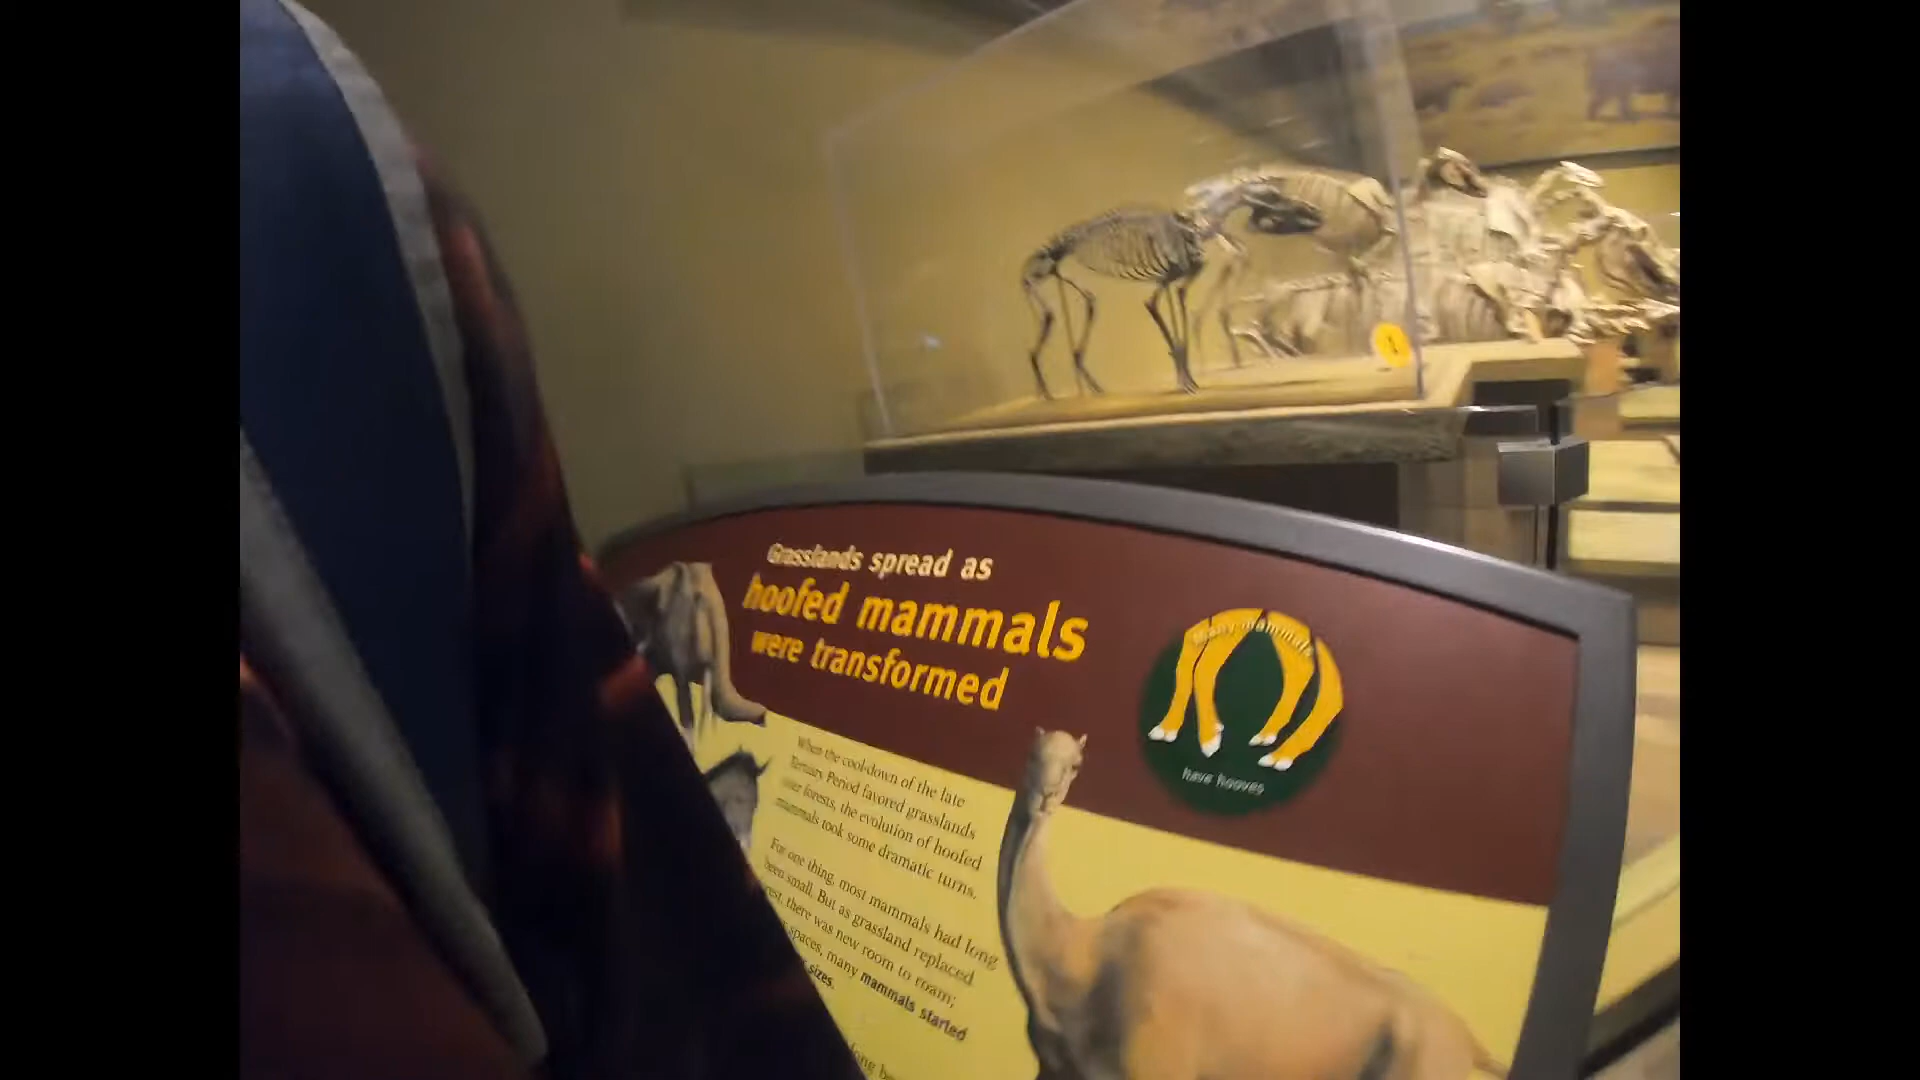 Grasslands spread as
hoofed mammals
were transformed
Many mammals
have hooves
When the cool-down of the late
Tertiary Period favored grasslands
over forests, the evolution of hoofed
mammals took some dramatic turns.
For one thing, most mammals had long
been small. But as grassland replaced
there was new room to roam;
spaces, many mammals started
sizes.
long